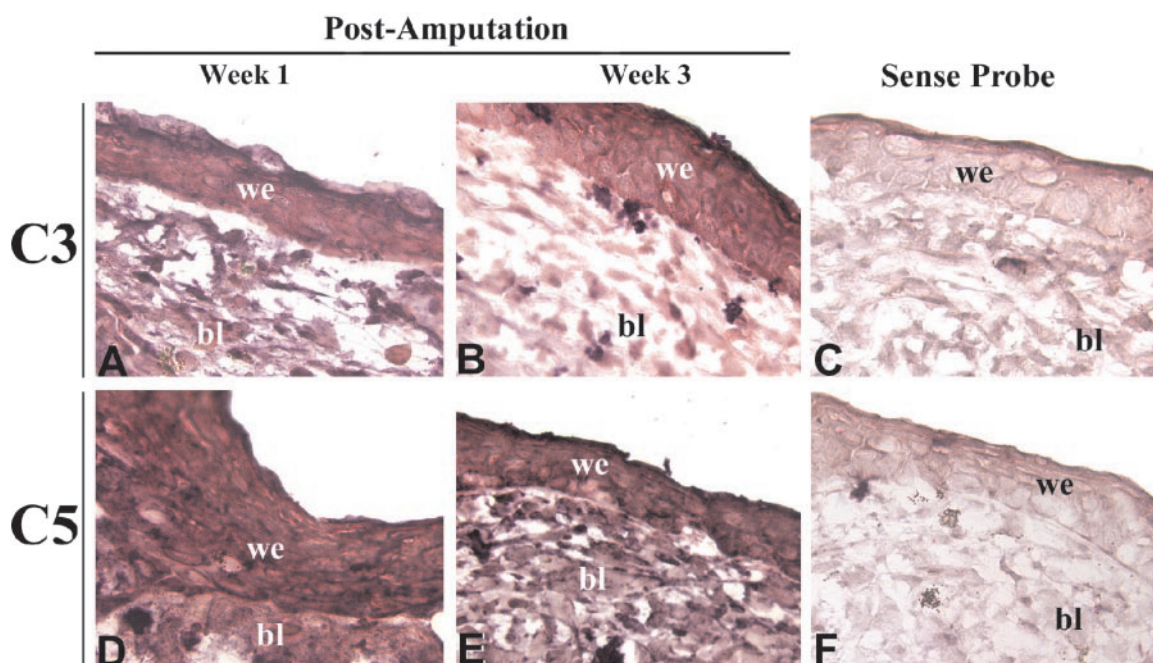 Post-Amputation
Week 1 Week 3 Sense Probe
C3
we we we
bl bl bl
A B C
C5
we we we
bl bl bl
D E F